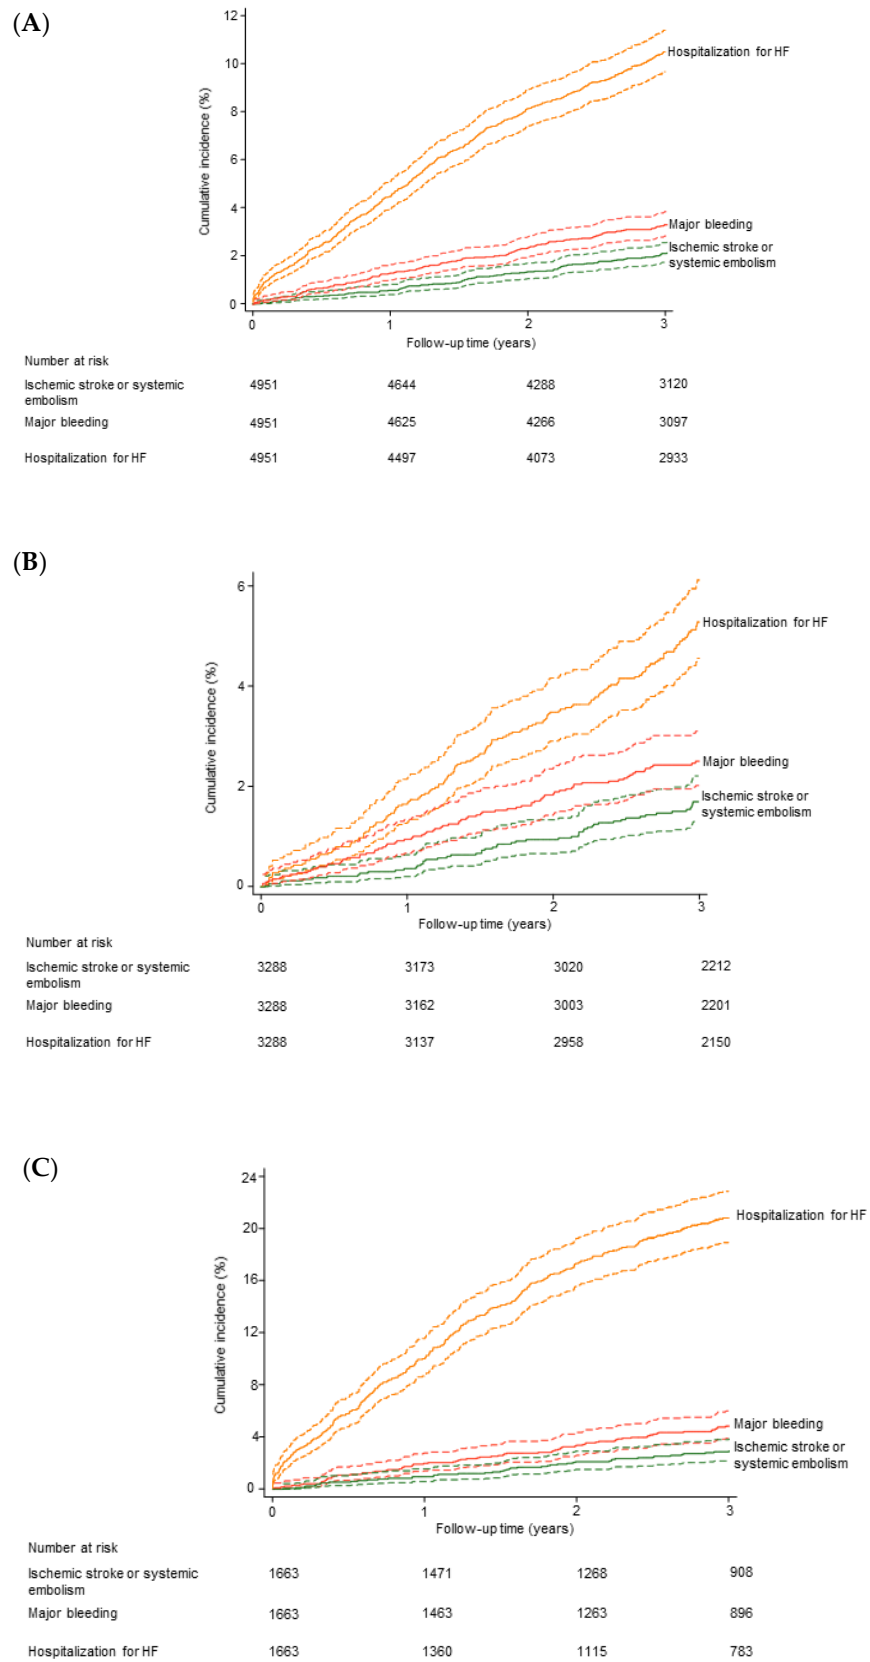 (A)
Cumulative incidence (%)
12
10
8
6
4
2
0
Hospitalization for HF
Major bleeding
Ischemic stroke or
systemic embolism
0 1 2 3
Follow-up time (years)
Number at risk
Ischemic stroke or systemic
embolism
4951 4644 4288 3120
Major bleeding 4951 4625 4266 3097
Hospitalization for HF 4951 4497 4073 2933
(B)
Cumulative incidence (%)
6
4
2
0
Hospitalization for HF
Major bleeding
Ischemic stroke or
systemic embolism
0 1 2 3
Follow-up time (years)
Number at risk
Ischemic stroke or systemic
embolism
3288 3173 3020 2212
Major bleeding 3288 3162 3003 2201
Hospitalization for HF 3288 3137 2958 2150
(C)
Cumulative incidence (%)
24
20
16
12
8
4
0
Hospitalization for HF
Major bleeding
Ischemic stroke or
systemic embolism
0 1 2 3
Follow-up time (years)
Number at risk
Ischemic stroke or systemic
embolism
1663 1471 1268 908
Major bleeding 1663 1463 1263 896
Hospitalization for HF 1663 1360 1115 783